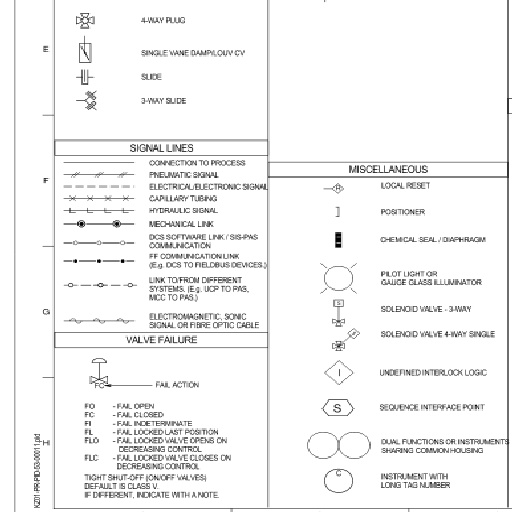 E
4-WAY PLUG
SINGLE VANE DAMP/LOUV CV
SLIDE
3-WAY SLIDE
SIGNAL LINES
F
CONNECTION TO PROCESS
PNEUMATIC SIGNAL
ELECTRICAL/ELECTRONIC SIGNAL
CAPILLARY TUBING
HYDRAULIC SIGNAL
MECHANICAL LINK
DCS SOFTWARE LINK / SIS-PAS
COMMUNICATION
FF COMMUNICATION LINK
(E.g. DCS TO FIELDBUS DEVICES.)
G
LINK TO/FROM DIFFERENT
SYSTEMS. (E.g. UCP TO PAS,
MCC TO PAS.)
ELECTROMAGNETIC, SONIC
SIGNAL OR FIBRE OPTIC CABLE
VALVE FAILURE
FC
FAIL ACTION
H
FO - FAIL OPEN
FC - FAIL CLOSED
FI - FAIL INDETERMINATE
FL - FAIL LOCKED LAST POSITION
FLO - FAIL LOCKED VALVE OPENS ON
DECREASING CONTROL
FLC - FAIL LOCKED VALVE CLOSES ON
DECREASING CONTROL
TIGHT SHUT-OFF (ON/OFF VALVES)
DEFAULT IS CLASS V.
IF DIFFERENT, INDICATE WITH A NOTE.
MISCELLANEOUS
LOCAL RESET
POSITIONER
CHEMICAL SEAL / DIAPHRAGM
PILOT LIGHT OR
GAUGE GLASS ILLUMINATOR
S
SOLENOID VALVE - 3-WAY
SOLENOID VALVE 4-WAY SINGLE
I
UNDEFINED INTERLOCK LOGIC
S
SEQUENCE INTERFACE POINT
DUAL FUNCTIONS OR INSTRUMENTS
SHARING COMMON HOUSING
INSTRUMENT WITH
LONG TAG NUMBER